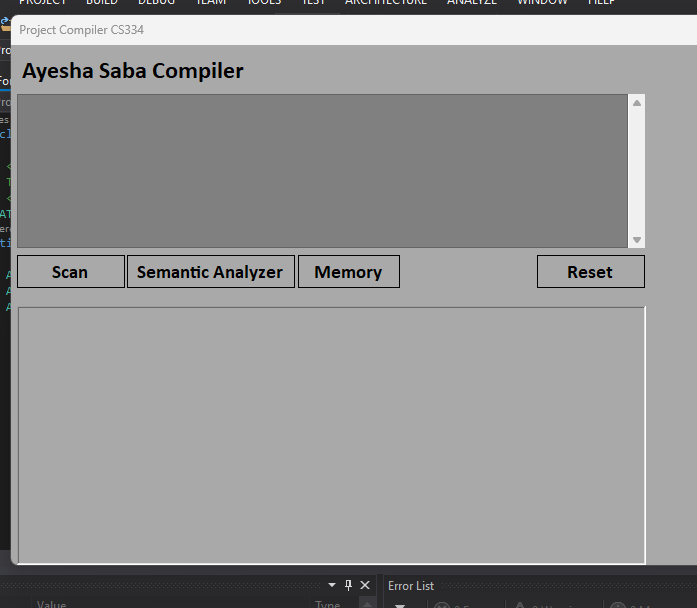 PROJECT BUILD DEBUG TEAM TOOLS TEST ARCHITECTURE ANALYZE WINDOW HELP
Project Compiler CS334
Ayesha Saba Compiler
Scan
Semantic Analyzer
Memory
Reset
Error List
Value
Type